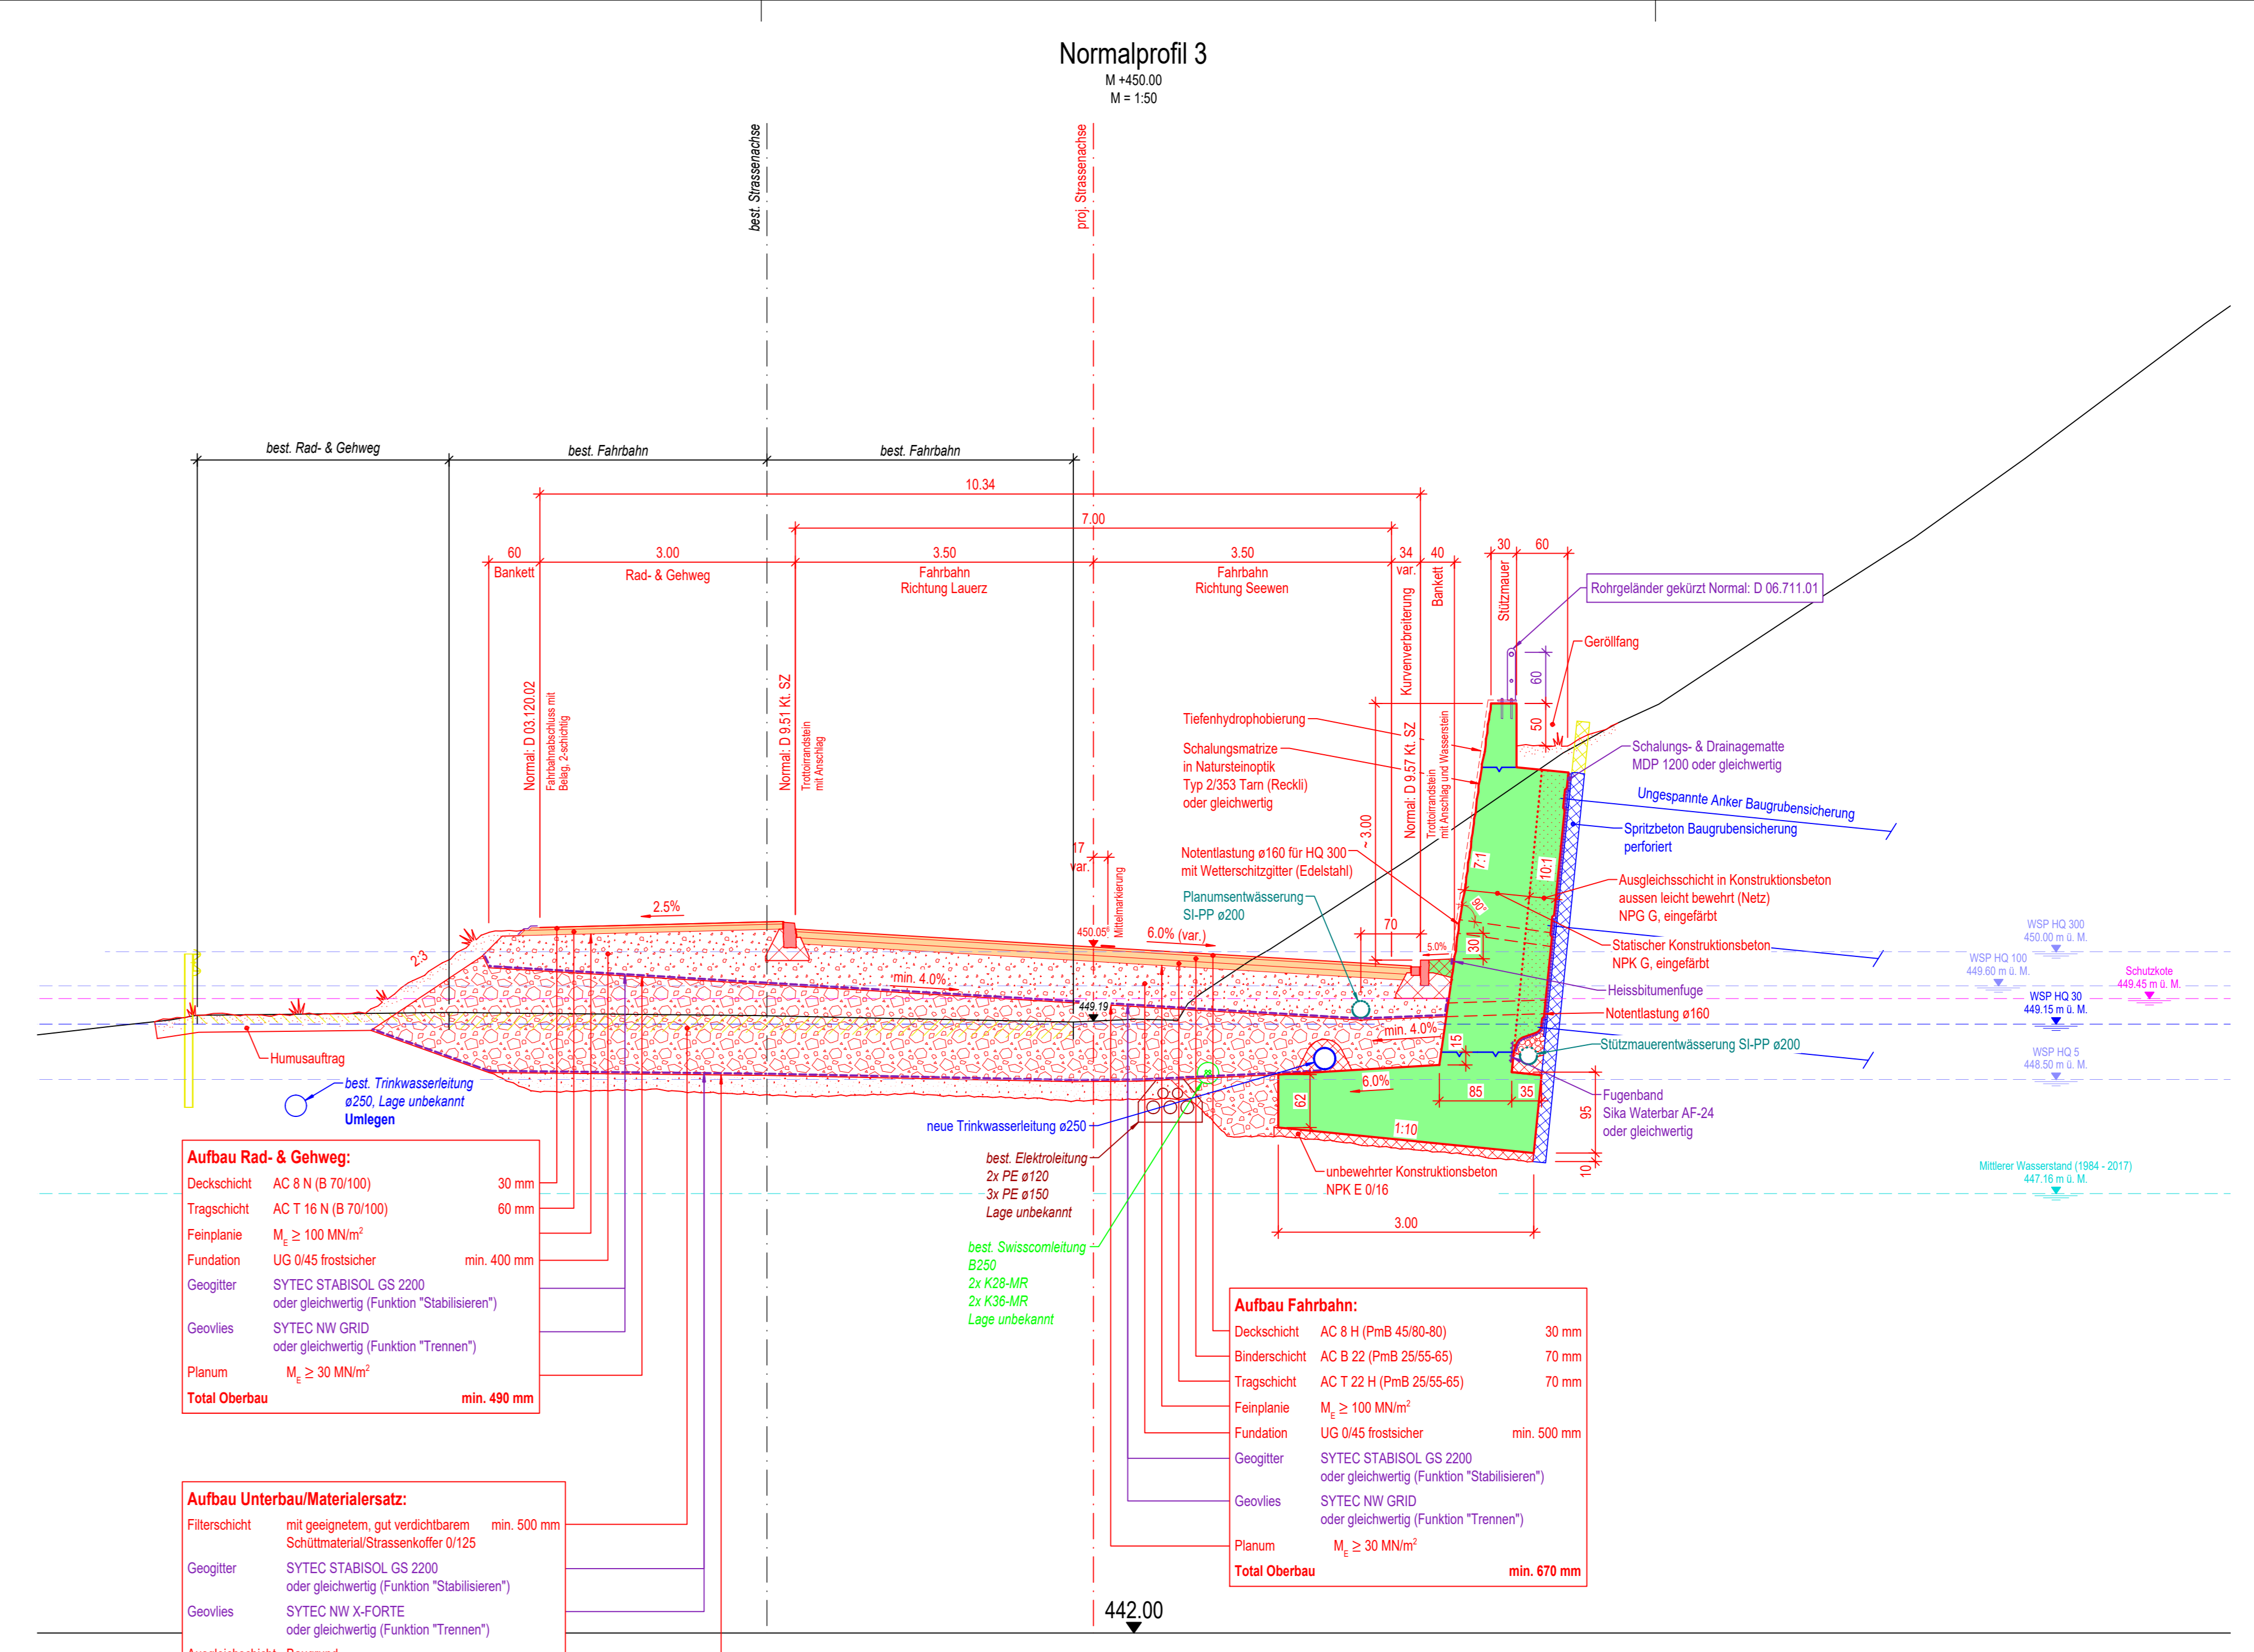 Normalprofil 3
M +450.00
M = 1:50
best. Strassenachse
proj. Strassenachse
best. Rad- & Gehweg
best. Fahrbahn
best. Fahrbahn
10.34
7.00
60
3.00
3.50
3.50
34
40
30
60
Bankett
Rad- & Gehweg
Fahrbahn
Richtung Lauerz
Fahrbahn
Richtung Seewen
var.
Kurvenverbreiterung
Bankett
Stützmauer
Rohrgeländer gekürzt Normal: D 06.711.01
Geröllfang
60
50
Normal: D 03.120.02
Fahrbahnabschluss mit
Belag, 2-schichtig
Normal: D 9.51 Kt. SZ
Trottoirrandstein
mit Anschlag
Normal: D 9.57 Kt. SZ
Trottoirrandstein
mit Anschlag und Wasserstein
~ 3.00
Tiefenhydrophobierung
Schalungsmatrize
in Natursteinoptik
Typ 2/353 Tarn (Reckli)
oder gleichwertig
Notentlastung ø160 für HQ 300
mit Wetterschitzgitter (Edelstahl)
Planumsentwässerung
SI-PP ø200
Schalungs- & Drainagematte
MDP 1200 oder gleichwertig
Ungespannte Anker Baugrubensicherung
Spritzbeton Baugrubensicherung
perforiert
Ausgleichsschicht in Konstruktionsbeton
aussen leicht bewehrt (Netz)
NPG G, eingefärbt
Statischer Konstruktionsbeton
NPK G, eingefärbt
Heissbitumenfuge
Notentlastung ø160
Stützmauerentwässerung SI-PP ø200
Fugenband
Sika Waterbar AF-24
oder gleichwertig
7:1
10:1
90°
30
70
17
var.
Mittelmarkierung
450.05
6.0% (var.)
5.0%
2.5%
2:3
min. 4.0%
449.19
min. 4.0%
15
6.0%
62
85
35
95
10
1:10
3.00
WSP HQ 300
450.00 m ü. M.
WSP HQ 100
449.60 m ü. M.
Schutzkote
449.45 m ü. M.
WSP HQ 30
449.15 m ü. M.
WSP HQ 5
448.50 m ü. M.
Mittlerer Wasserstand (1984 - 2017)
447.16 m ü. M.
Humusauftrag
best. Trinkwasserleitung
ø250, Lage unbekannt
Umlegen
neue Trinkwasserleitung ø250
best. Elektroleitung
2x PE ø120
3x PE ø150
Lage unbekannt
best. Swisscomleitung
B250
2x K28-MR
2x K36-MR
Lage unbekannt
unbewehrter Konstruktionsbeton
NPK E 0/16
Aufbau Rad- & Gehweg:
Deckschicht AC 8 N (B 70/100) 30 mm
Tragschicht AC T 16 N (B 70/100) 60 mm
Feinplanie ME ≥ 100 MN/m²
Fundation UG 0/45 frostsicher min. 400 mm
Geogitter SYTEC STABISOL GS 2200
oder gleichwertig (Funktion "Stabilisieren")
Geovlies SYTEC NW GRID
oder gleichwertig (Funktion "Trennen")
Planum ME ≥ 30 MN/m²
Total Oberbau min. 490 mm
Aufbau Fahrbahn:
Deckschicht AC 8 H (PmB 45/80-80) 30 mm
Binderschicht AC B 22 (PmB 25/55-65) 70 mm
Tragschicht AC T 22 H (PmB 25/55-65) 70 mm
Feinplanie ME ≥ 100 MN/m²
Fundation UG 0/45 frostsicher min. 500 mm
Geogitter SYTEC STABISOL GS 2200
oder gleichwertig (Funktion "Stabilisieren")
Geovlies SYTEC NW GRID
oder gleichwertig (Funktion "Trennen")
Planum ME ≥ 30 MN/m²
Total Oberbau min. 670 mm
Aufbau Unterbau/Materialersatz:
Filterschicht mit geeignetem, gut verdichtbarem min. 500 mm
Schüttmaterial/Strassenkoffer 0/125
Geogitter SYTEC STABISOL GS 2200
oder gleichwertig (Funktion "Stabilisieren")
Geovlies SYTEC NW X-FORTE
oder gleichwertig (Funktion "Trennen")
442.00